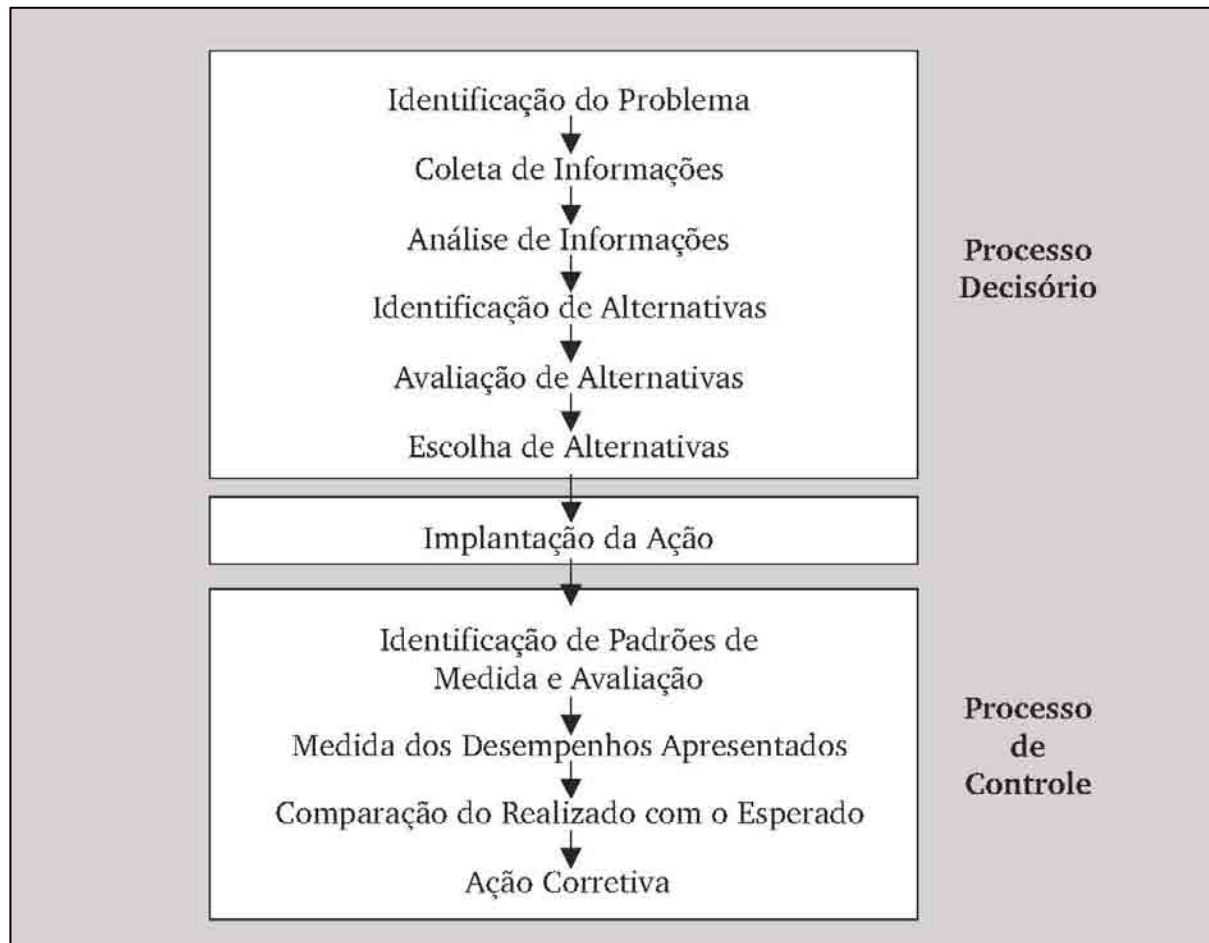 Identificação do Problema
Coleta de Informações
Análise de Informações
Identificação de Alternativas
Avaliação de Alternativas
Escolha de Alternativas
Processo
Decisório
Implantação da Ação
Identificação de Padrões de
Medida e Avaliação
Medida dos Desempenhos Apresentados
Comparação do Realizado com o Esperado
Ação Corretiva
Processo
de
Controle